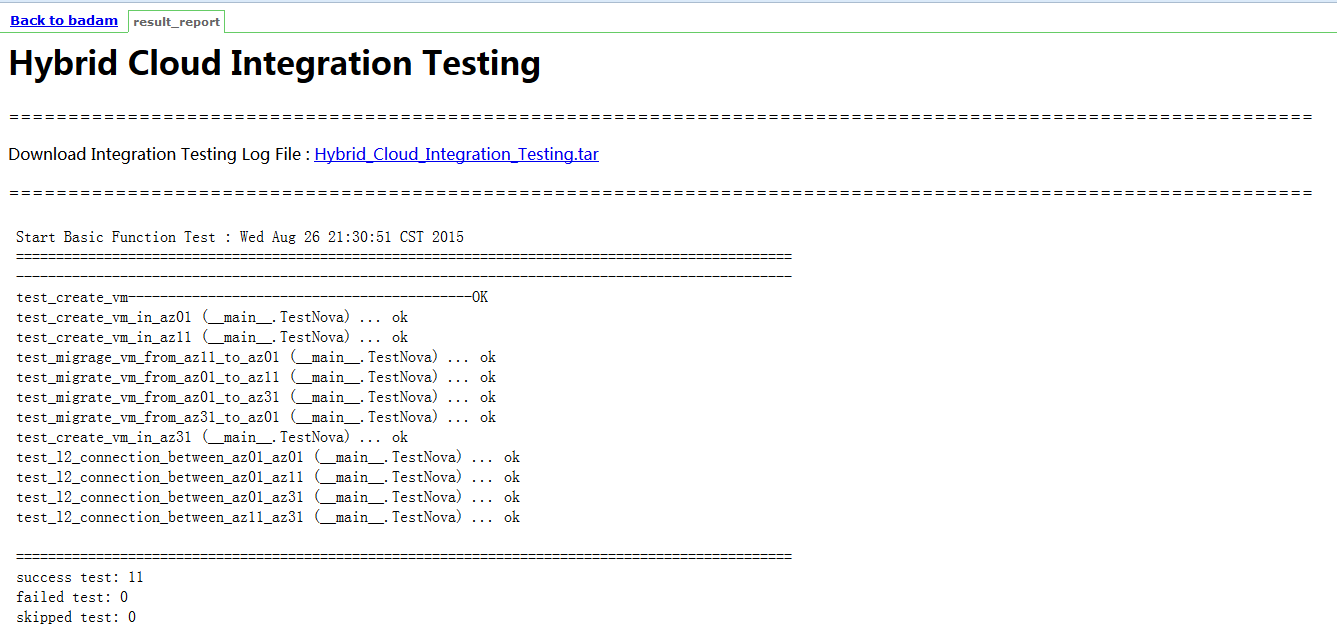 Back to badam result_report
Hybrid Cloud Integration Testing
==============================================================================================================
Download Integration Testing Log File : Hybrid_Cloud_Integration_Testing.tar
==============================================================================================================
Start Basic Function Test : Wed Aug 26 21:30:51 CST 2015
=================================================================================================
-------------------------------------------------------------------------------------------------
test_create_vm-------------------------------------------OK
test_create_vm_in_az01 (__main__.TestNova) ... ok
test_create_vm_in_az11 (__main__.TestNova) ... ok
test_migrage_vm_from_az11_to_az01 (__main__.TestNova) ... ok
test_migrate_vm_from_az01_to_az11 (__main__.TestNova) ... ok
test_migrate_vm_from_az01_to_az31 (__main__.TestNova) ... ok
test_migrate_vm_from_az31_to_az01 (__main__.TestNova) ... ok
test_create_vm_in_az31 (__main__.TestNova) ... ok
test_l2_connection_between_az01_az01 (__main__.TestNova) ... ok
test_l2_connection_between_az01_az11 (__main__.TestNova) ... ok
test_l2_connection_between_az01_az31 (__main__.TestNova) ... ok
test_l2_connection_between_az11_az31 (__main__.TestNova) ... ok
=================================================================================================
success test: 11
failed test: 0
skipped test: 0